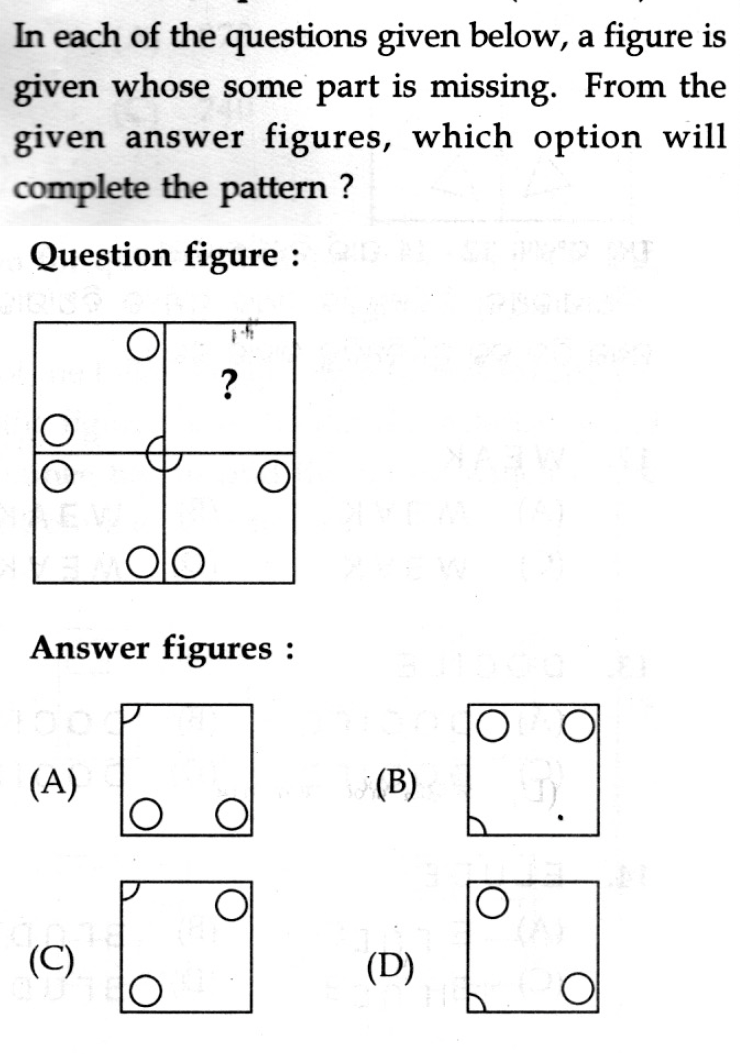 In each of the questions given below, a figure is
given whose some part is missing. From the
given answer figures, which option will
complete the pattern ?
Question figure :
?
Answer figures :
(A)
(B)
(C)
(D)